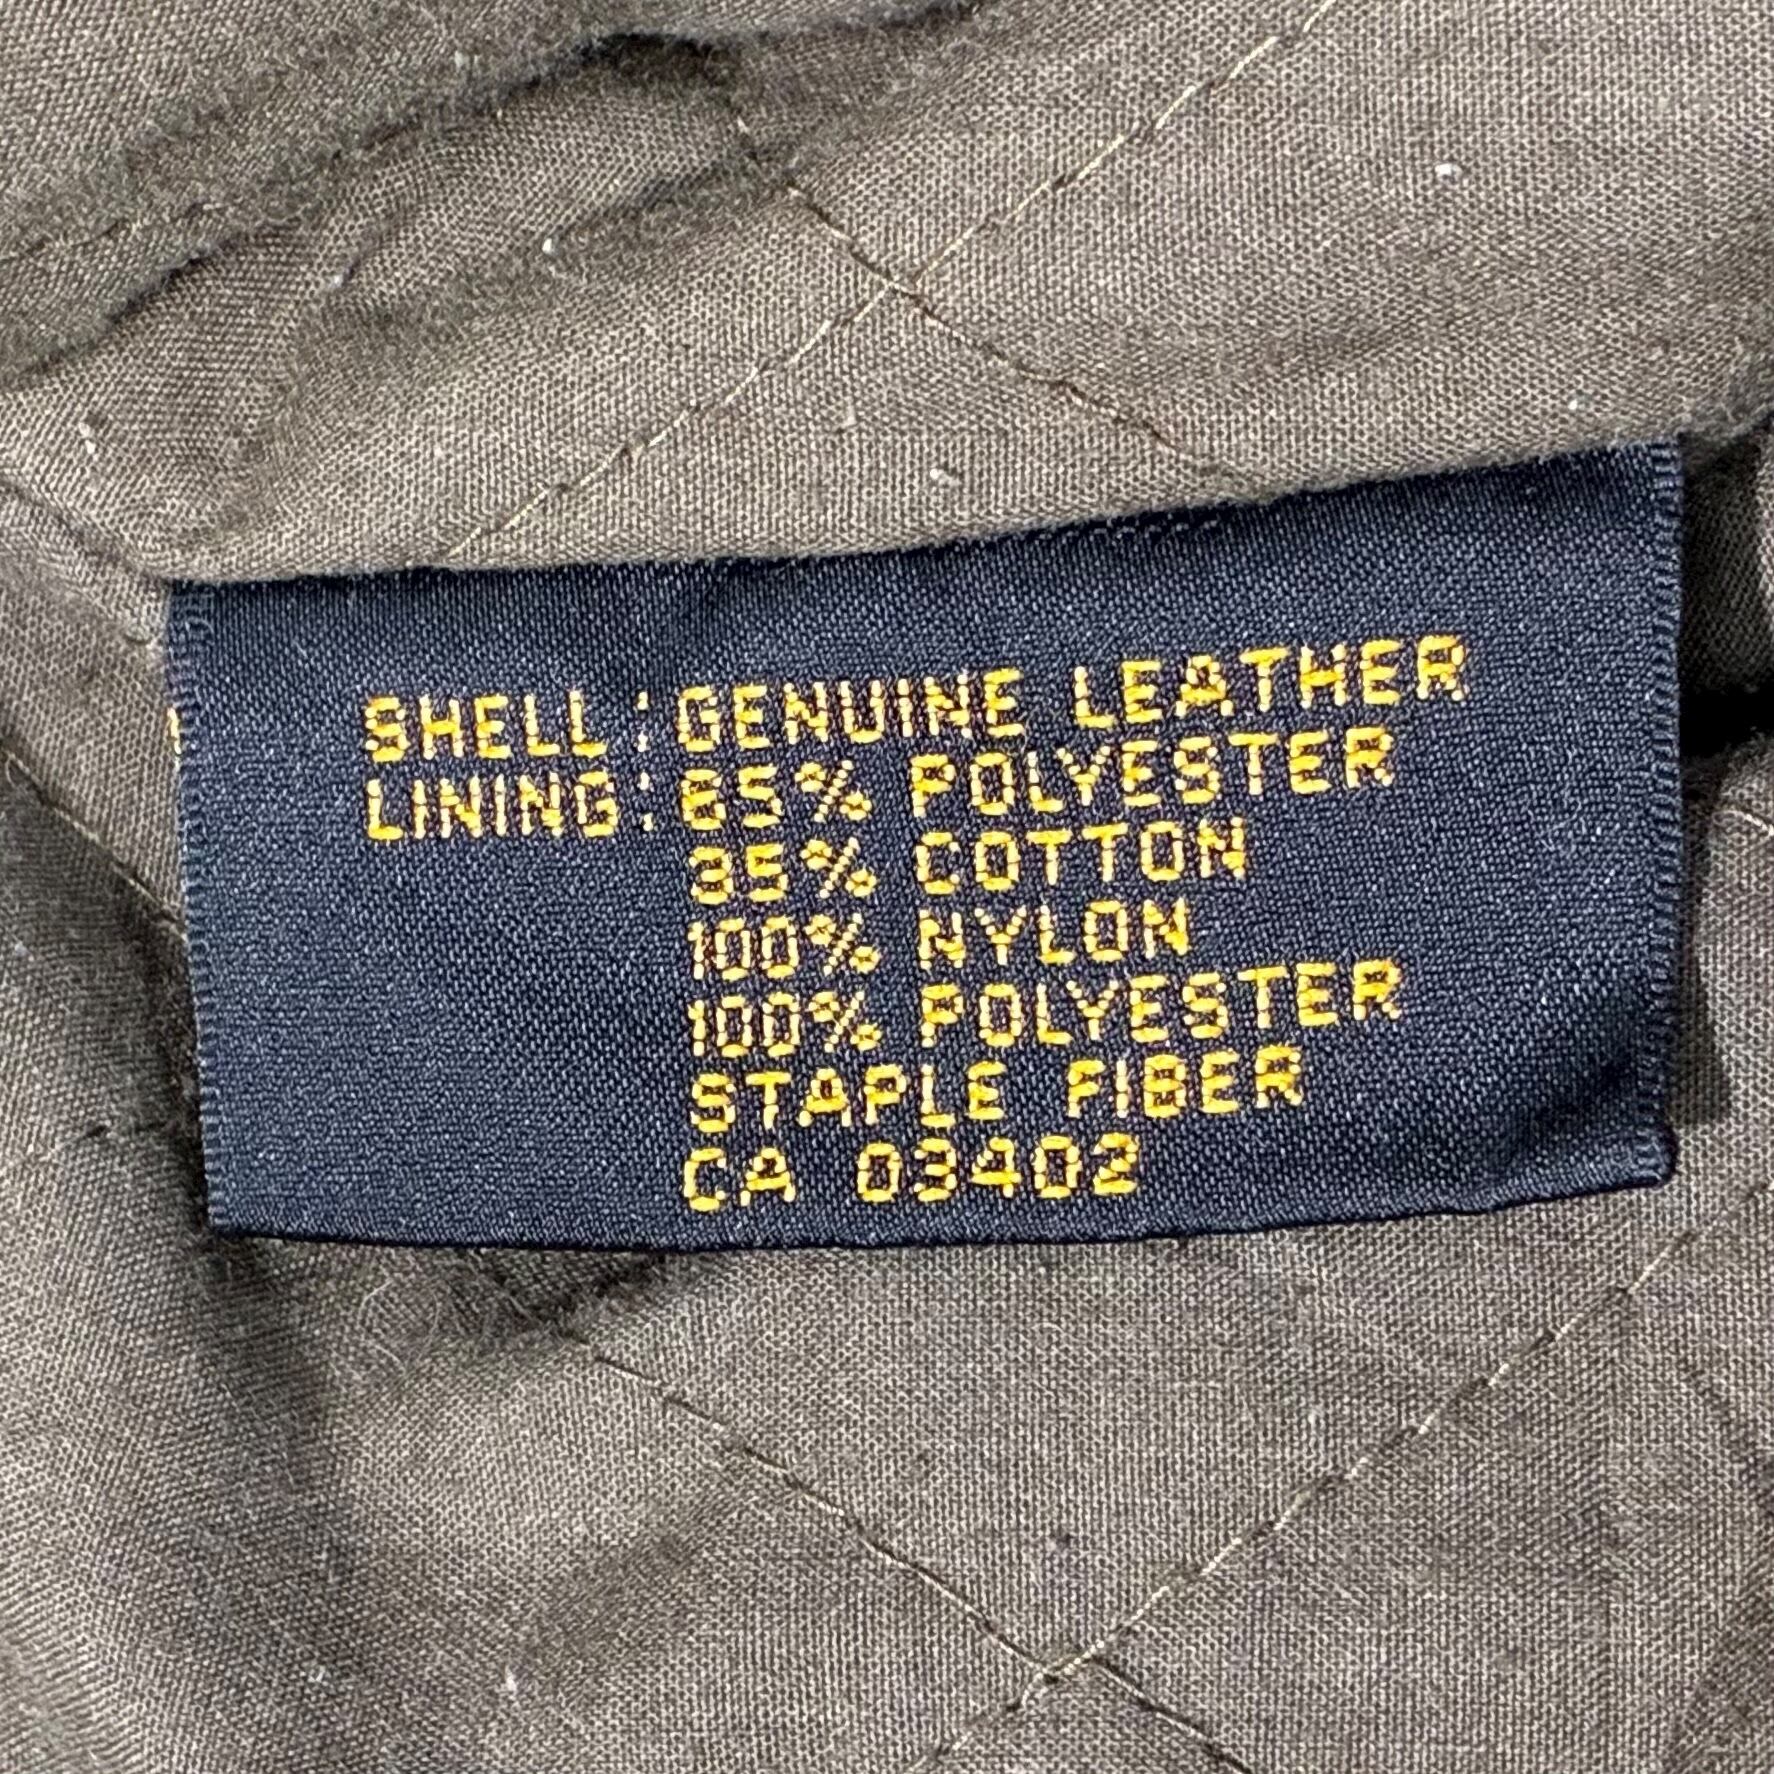 SHELL: GENUINE LEATHER
LINING: 65% POLYESTER
35% COTTON
100% NYLON
100% POLYESTER
STAPLE FIBER
CA 03402